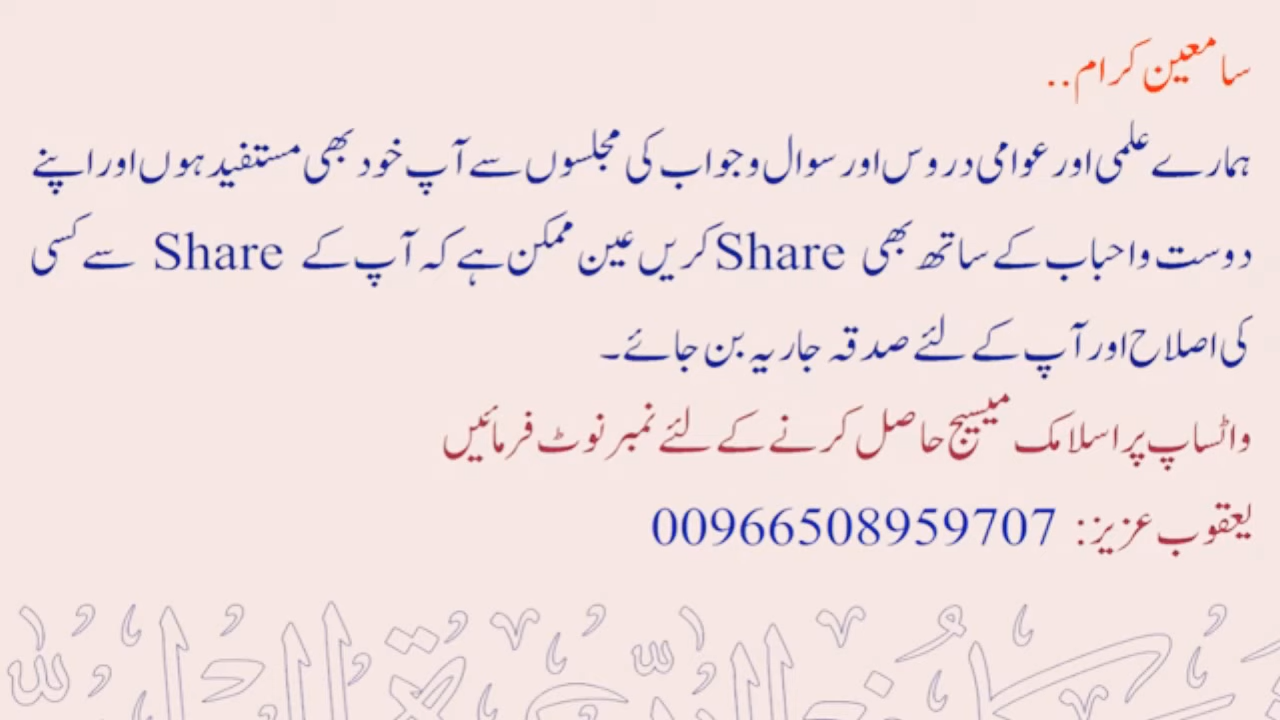 سامعین کرام..
ہمارے علمی اور عوامی دروس اور سوال و جواب کی مجلسوں سے آپ خود بھی مستفید ہوں اور اپنے
دوست و احباب کے ساتھ بھی Share کریں عین ممکن ہے کہ آپ کے Share سے کسی
کی اصلاح اور آپ کے لئے صدقہ جاریہ بن جائے۔
واٹساپ پر اسلامک میسیج حاصل کرنے کے لئے نمبر نوٹ فرمائیں
یعقوب عزیز: 00966508959707